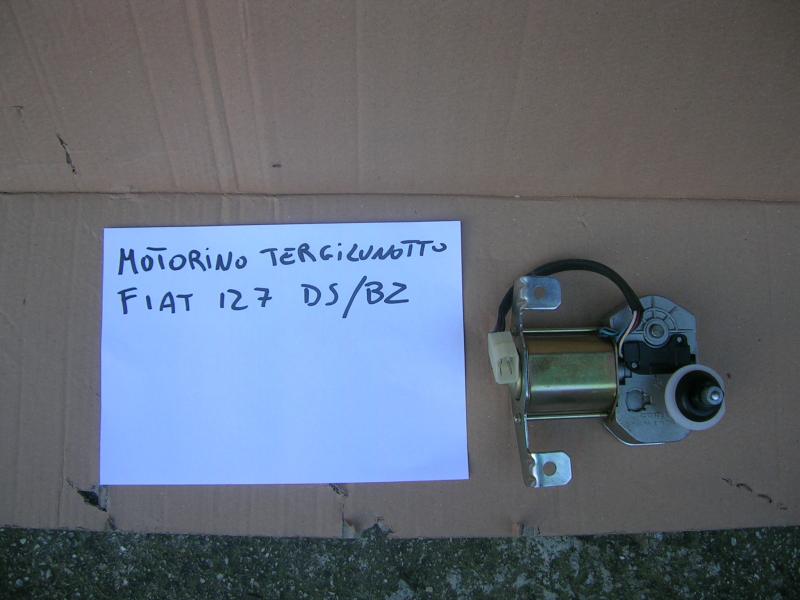 MOTORINO TERGILUNOTTO
FIAT 127 DS/BZ